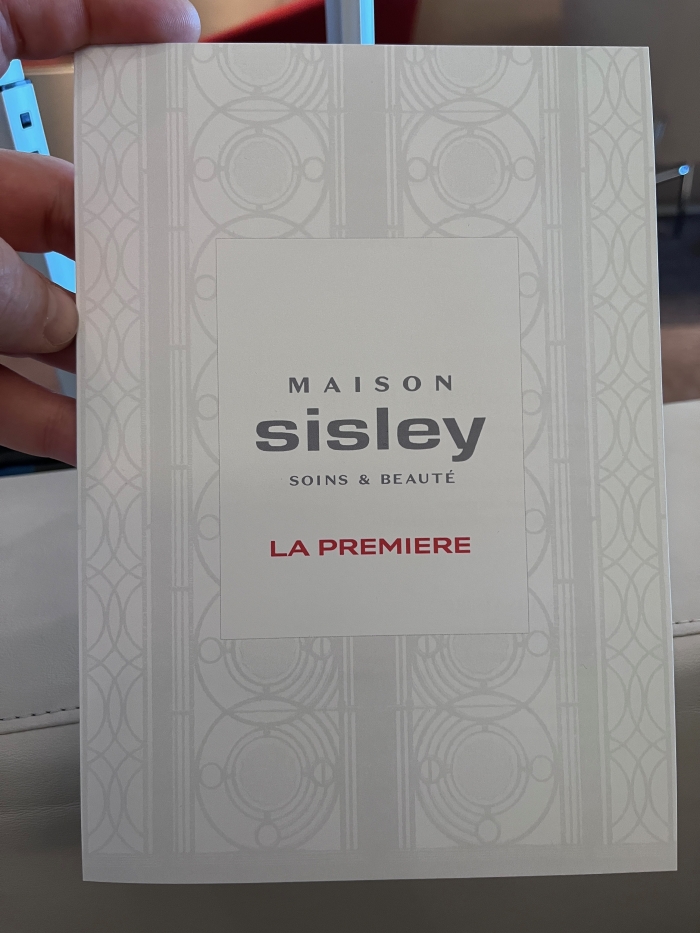 MAISON
sisley
SOINS & BEAUTÉ
LA PREMIERE